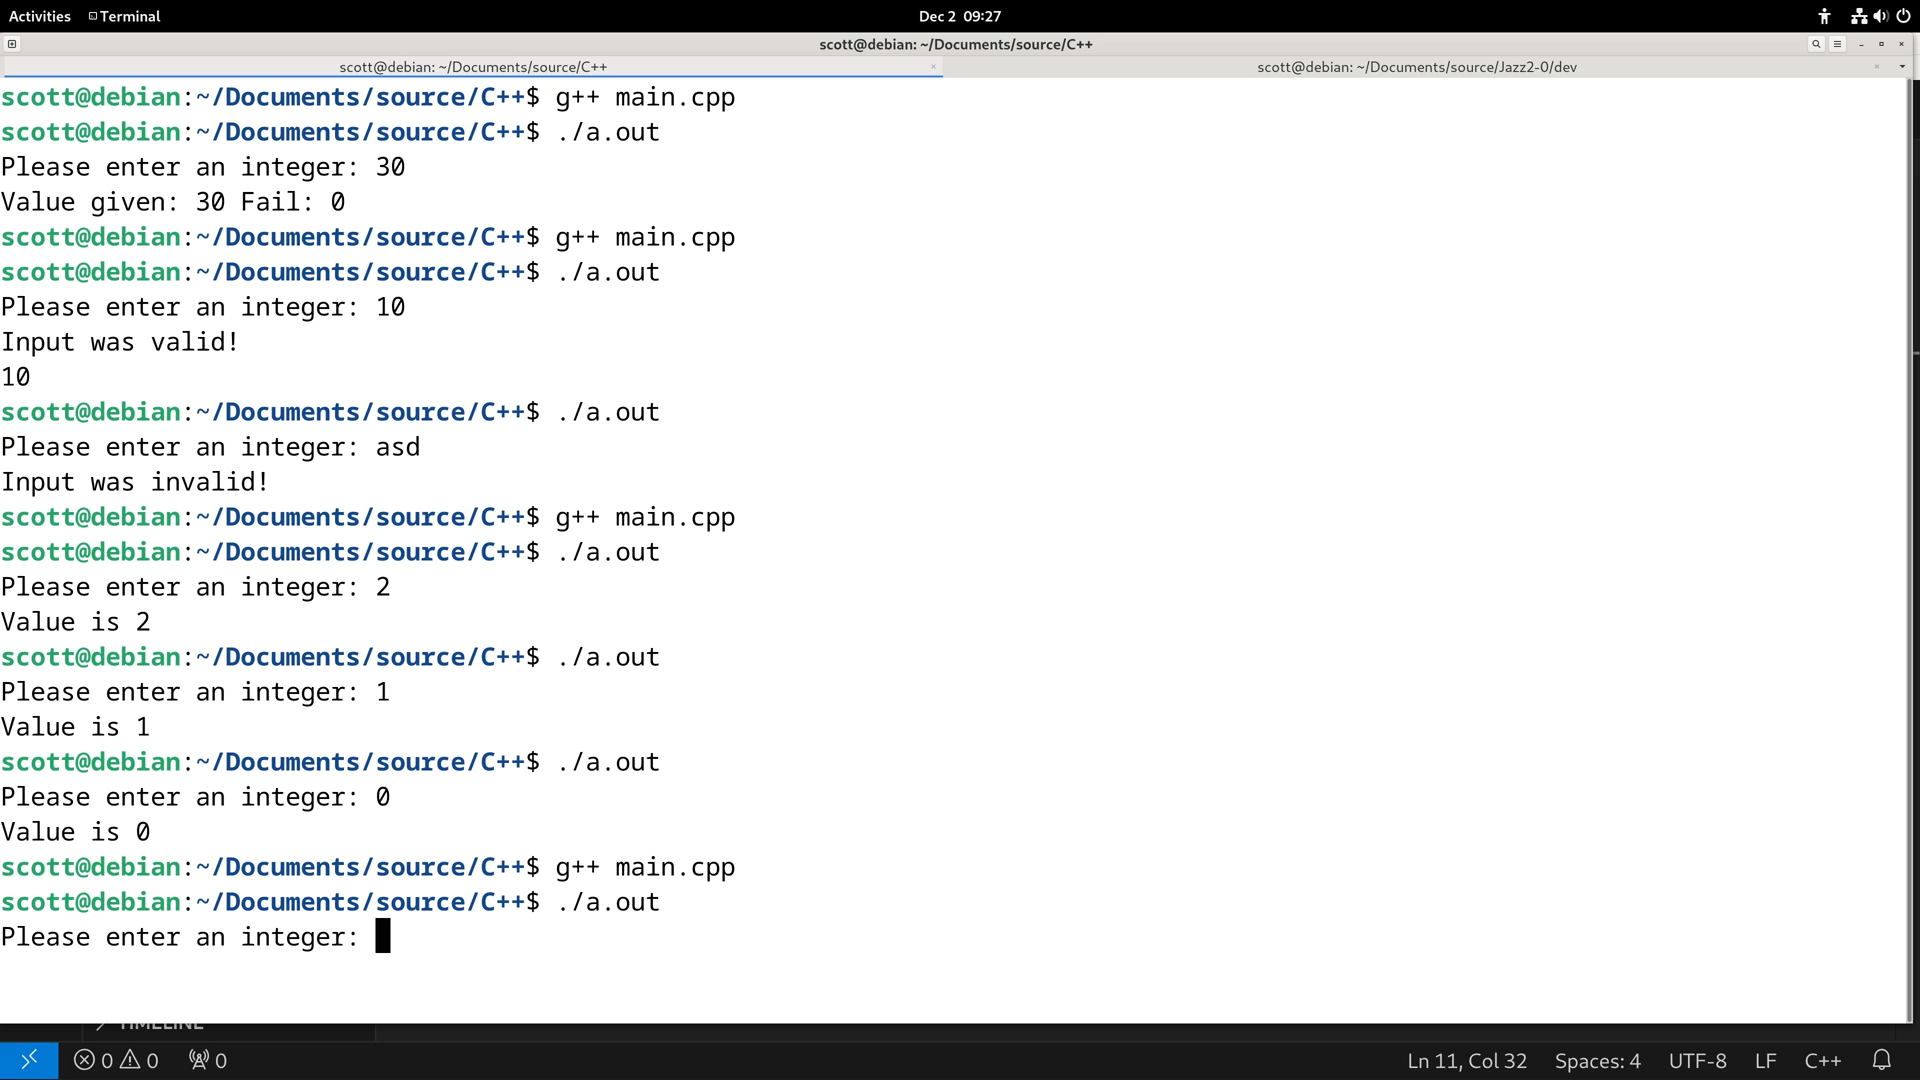 Activities Terminal Dec 2 09:27
scott@debian: ~/Documents/source/C++
scott@debian: ~/Documents/source/C++ scott@debian: ~/Documents/source/Jazz2-0/dev
scott@debian:~/Documents/source/C++$ g++ main.cpp
scott@debian:~/Documents/source/C++$ ./a.out
Please enter an integer: 30
Value given: 30 Fail: 0
scott@debian:~/Documents/source/C++$ g++ main.cpp
scott@debian:~/Documents/source/C++$ ./a.out
Please enter an integer: 10
Input was valid!
10
scott@debian:~/Documents/source/C++$ ./a.out
Please enter an integer: asd
Input was invalid!
scott@debian:~/Documents/source/C++$ g++ main.cpp
scott@debian:~/Documents/source/C++$ ./a.out
Please enter an integer: 2
Value is 2
scott@debian:~/Documents/source/C++$ ./a.out
Please enter an integer: 1
Value is 1
scott@debian:~/Documents/source/C++$ ./a.out
Please enter an integer: 0
Value is 0
scott@debian:~/Documents/source/C++$ g++ main.cpp
scott@debian:~/Documents/source/C++$ ./a.out
Please enter an integer:
TIMELINE
0 0 0 Ln 11, Col 32 Spaces: 4 UTF-8 LF C++